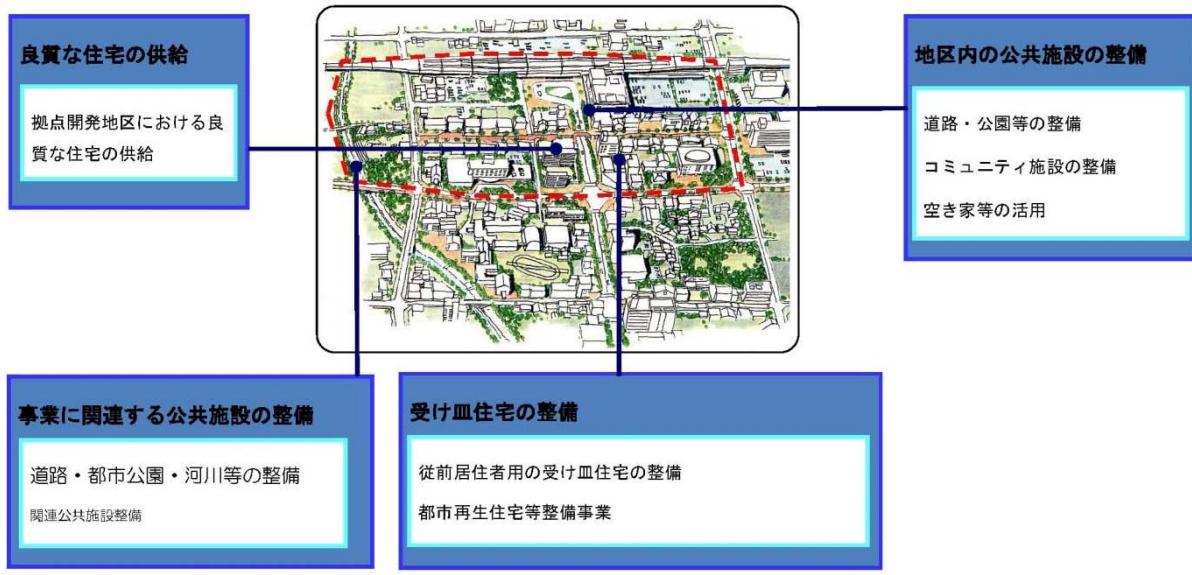 良質な住宅の供給
拠点開発地区における良
質な住宅の供給
地区内の公共施設の整備
道路・公園等の整備
コミュニティ施設の整備
空き家等の活用
事業に関連する公共施設の整備
道路・都市公園・河川等の整備
関連公共施設整備
受け皿住宅の整備
従前居住者用の受け皿住宅の整備
都市再生住宅等整備事業